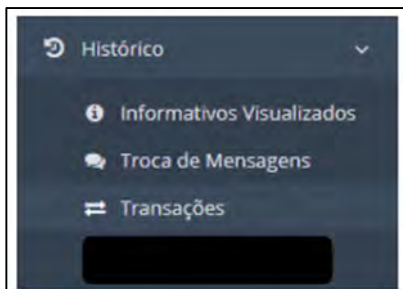 Histórico
Informativos Visualizados
Troca de Mensagens
Transações